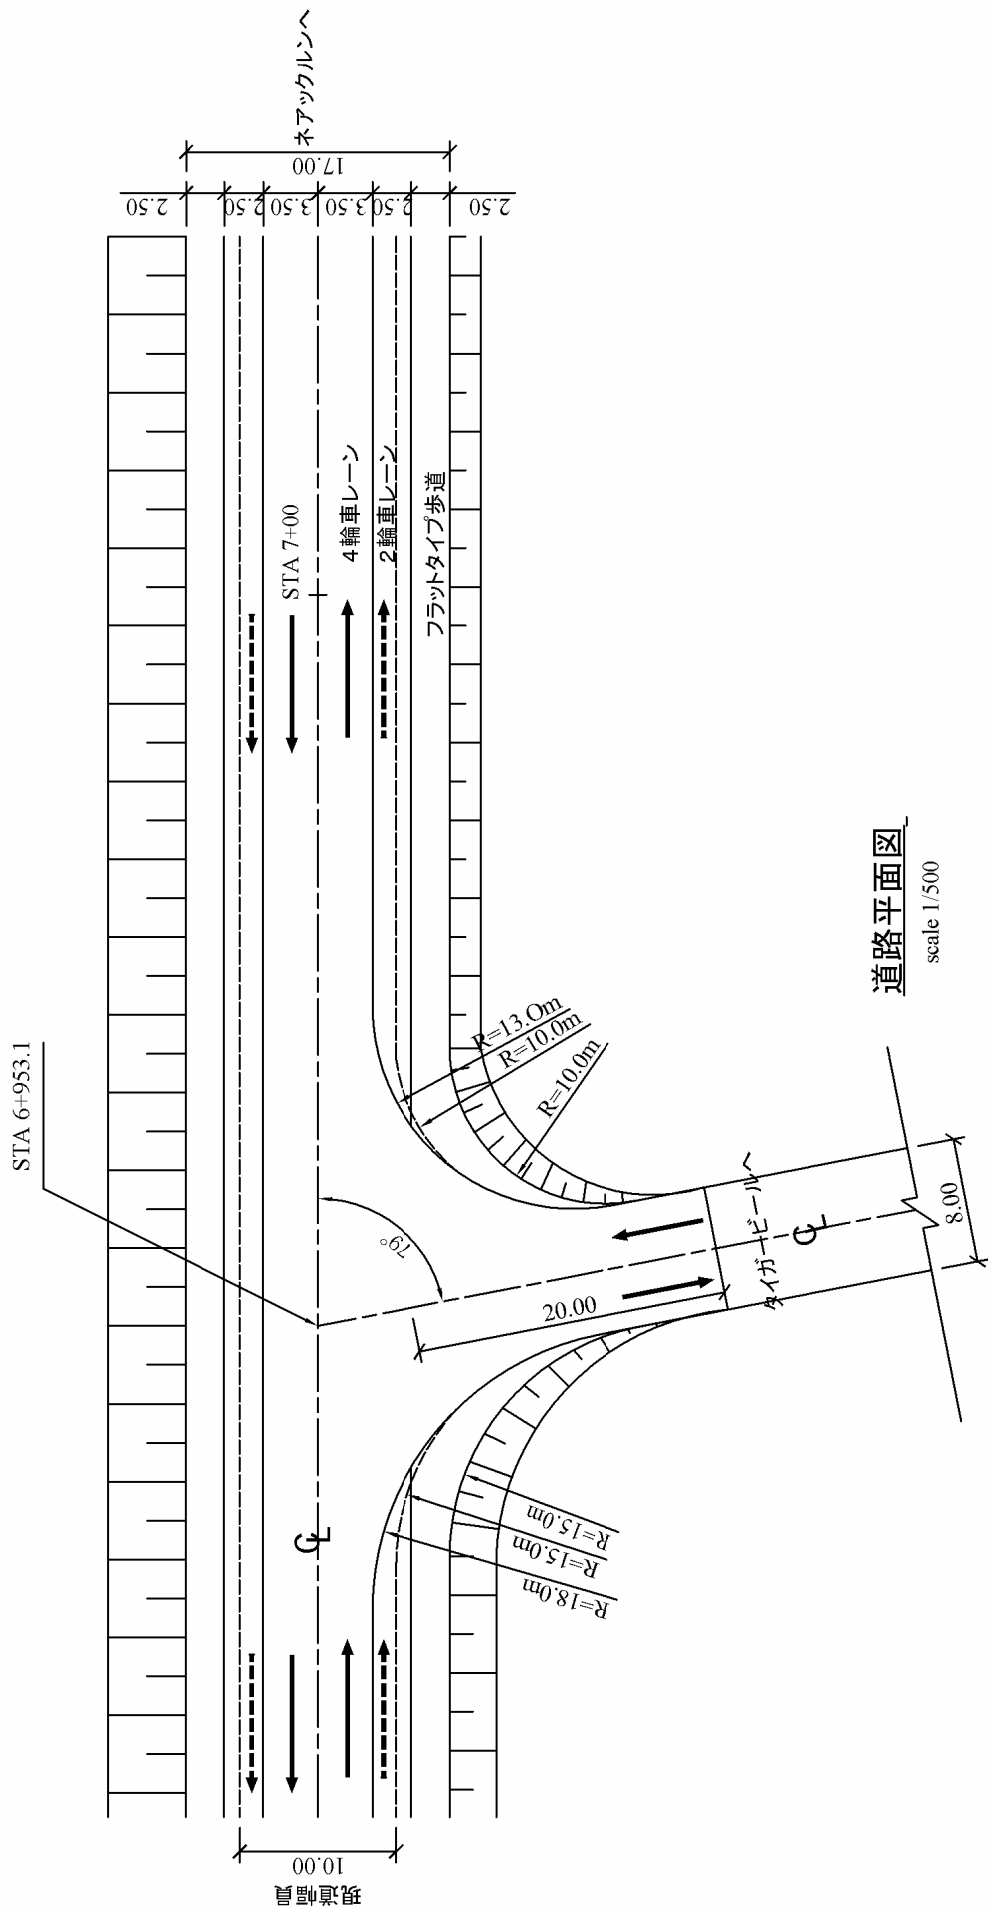 ネアックルンへ
17.00
2.50
2.50
3.50
3.50
2.50
2.50
STA 7+00
4輪車レーン
2輪車レーン
フラットタイプ歩道
STA 6+953.1
R=13.Om
R=10.0m
R=10.0m
79°
20.00
タイガービールへ
CL
8.00
CL
R=15.0m
R=15.0m
R=18.0m
10.00
現道幅員
道路平面図
scale 1/500